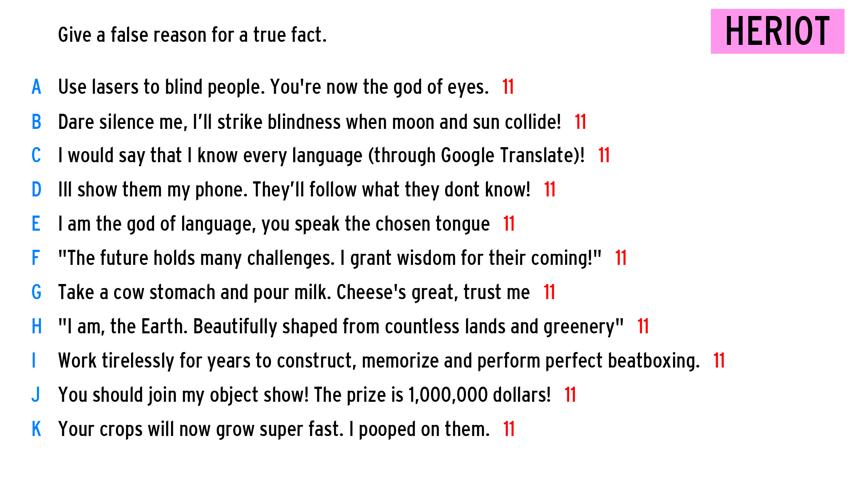 Give a false reason for a true fact.
HERIOT
A Use lasers to blind people. You're now the god of eyes. 11
B Dare silence me, I’ll strike blindness when moon and sun collide! 11
C I would say that I know every language (through Google Translate)! 11
D Ill show them my phone. They’ll follow what they dont know! 11
E I am the god of language, you speak the chosen tongue 11
F "The future holds many challenges. I grant wisdom for their coming!" 11
G Take a cow stomach and pour milk. Cheese's great, trust me 11
H "I am, the Earth. Beautifully shaped from countless lands and greenery" 11
I Work tirelessly for years to construct, memorize and perform perfect beatboxing. 11
J You should join my object show! The prize is 1,000,000 dollars! 11
K Your crops will now grow super fast. I pooped on them. 11